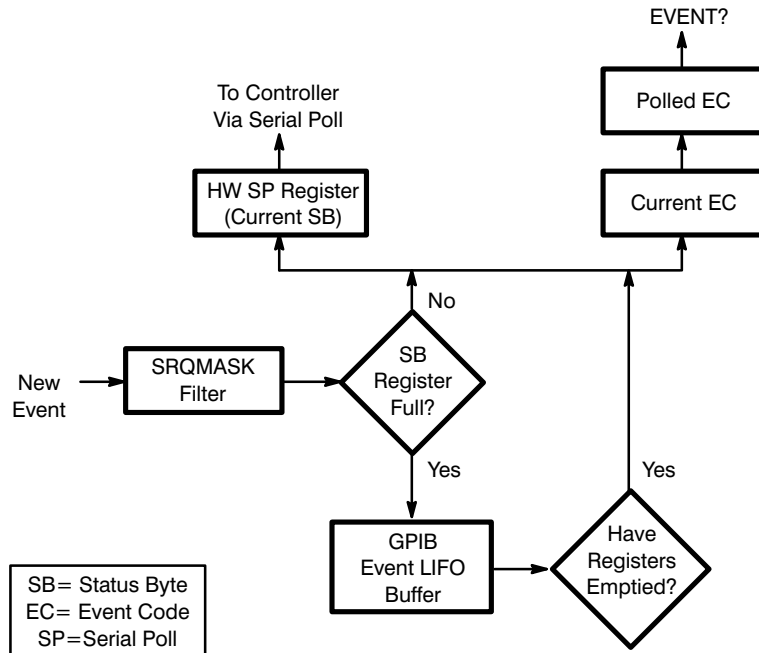 EVENT?
To Controller
Via Serial Poll
Polled EC
HW SP Register
(Current SB)
Current EC
No
New
Event
SRQMASK
Filter
SB
Register
Full?
Yes
Yes
GPIB
Event LIFO
Buffer
Have
Registers
Emptied?
SB= Status Byte
EC= Event Code
SP=Serial Poll